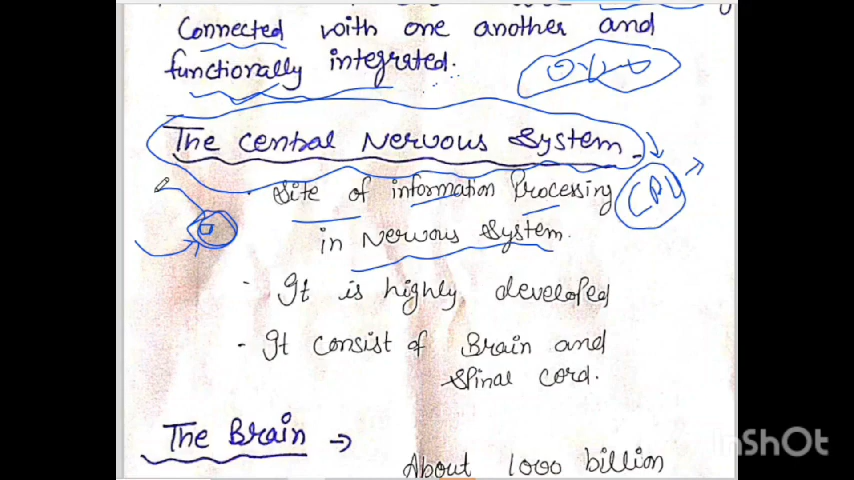 Connected with one another and
functionally integrated.
The Central Nervous System
CPU
· Site of information Processing
in Nervous System.
· It is highly developed
· It consist of Brain and
Spinal cord.
The Brain →
About 1000 billion
InShOt